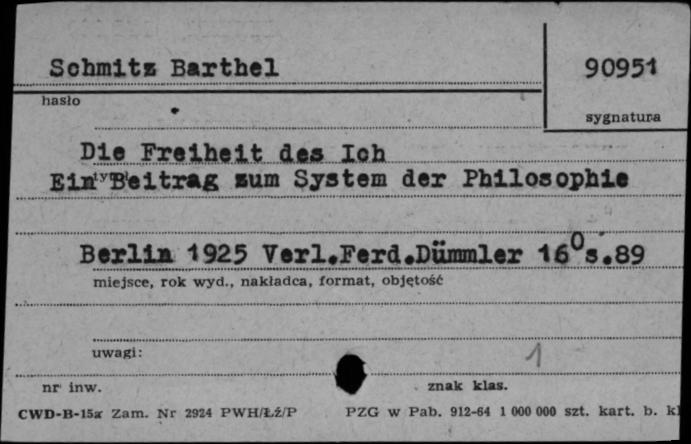 Schmitz Barthel
90951
hasło
sygnatura
Die Freiheit des Ich
Ein Beitrag zum System der Philosophie
Berlin 1925 Verl.Ferd.Dümmler 16⁰s.89
miejsce, rok wyd., nakładca, format, objętość
uwagi:
1
nr inw.
znak klas.
CWD-B-15a Zam. Nr 2924 PWH/Łź/P PZG w Pab. 912-64 1 000 000 szt. kart. b. kl